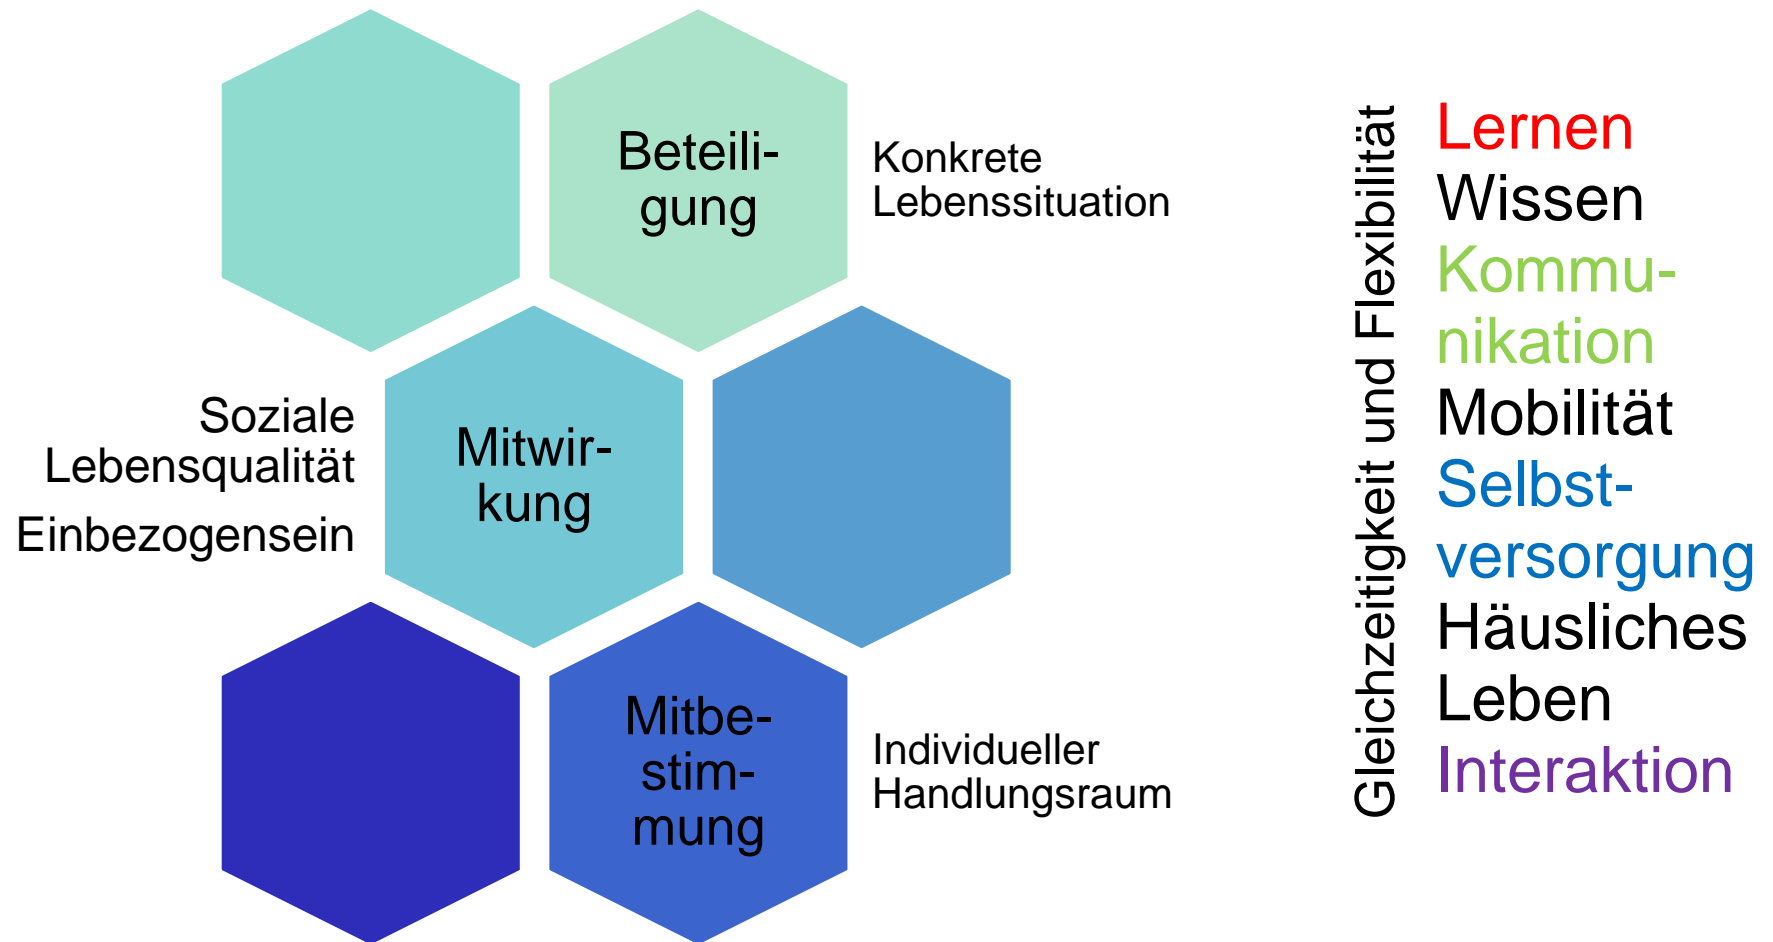 Beteili-
gung
Konkrete
Lebenssituation
Soziale
Lebensqualität
Einbezogensein
Mitwir-
kung
Mitbe-
stim-
mung
Individueller
Handlungsraum
Gleichzeitigkeit und Flexibilität
Lernen
Wissen
Kommu-
nikation
Mobilität
Selbst-
versorgung
Häusliches
Leben
Interaktion